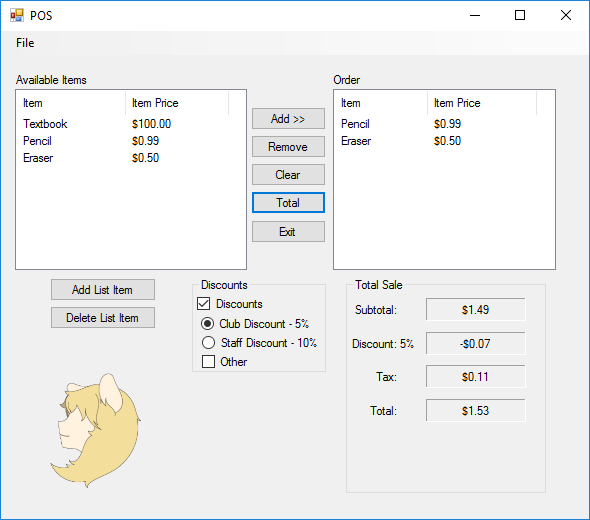 POS
File
Available Items
Item Item Price
Textbook $100.00
Pencil $0.99
Eraser $0.50
Add >>
Remove
Clear
Total
Exit
Order
Item Item Price
Pencil $0.99
Eraser $0.50
Add List Item
Delete List Item
Discounts
Discounts
Club Discount - 5%
Staff Discount - 10%
Other
Total Sale
Subtotal: $1.49
Discount: 5% -$0.07
Tax: $0.11
Total: $1.53